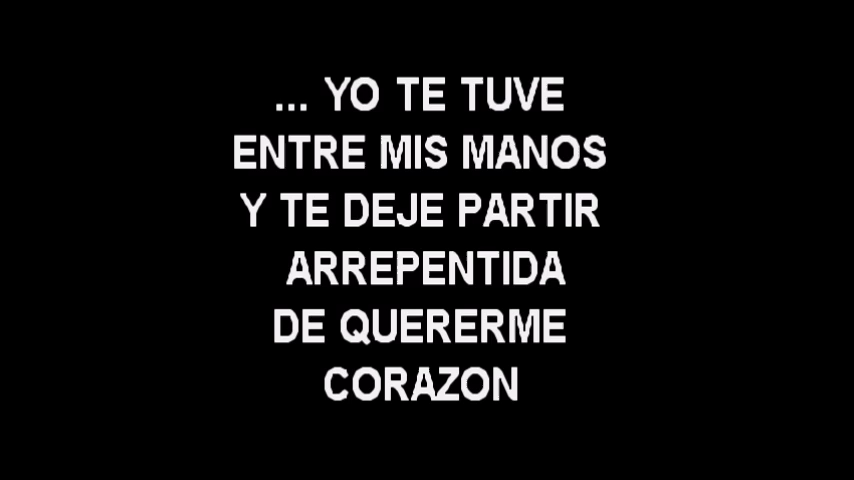 ... YO TE TUVE
ENTRE MIS MANOS
Y TE DEJE PARTIR
ARREPENTIDA
DE QUERERME
CORAZON